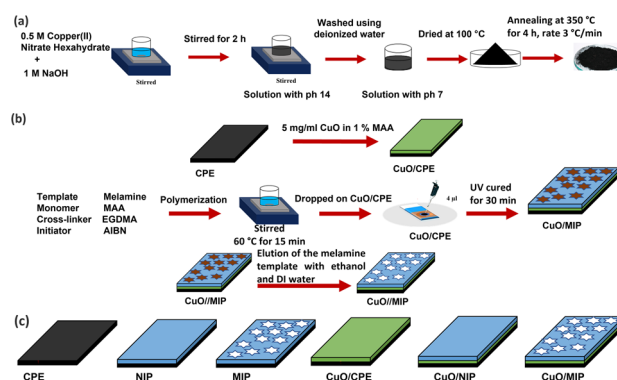 (a)
0.5 M Copper(II)
Nitrate Hexahydrate
+
1 M NaOH
Stirred
Stirred for 2 h
Stirred
Solution with ph 14
Washed using
deionized water
Solution with ph 7
Dried at 100 °C
Annealing at 350 °C
for 4 h, rate 3 °C/min
(b)
CPE
5 mg/ml CuO in 1 % MAA
CuO/CPE
Template Melamine
Monomer MAA
Cross-linker EGDMA
Initiator AIBN
Polymerization
Stirred
60 °C for 15 min
Dropped on CuO/CPE
4 µl
CuO/CPE
UV cured
for 30 min
CuO/MIP
CuO//MIP
Elution of the melamine
template with ethanol
and DI water
CuO//MIP
(c)
CPE
NIP
MIP
CuO/CPE
CuO/NIP
CuO/MIP